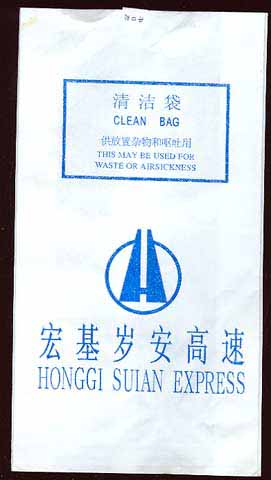 清洁袋
CLEAN BAG
供放置杂物和呕吐用
THIS MAY BE USED FOR
WASTE OR AIRSICKNESS
宏基岁安高速
HONGGI SUIAN EXPRESS